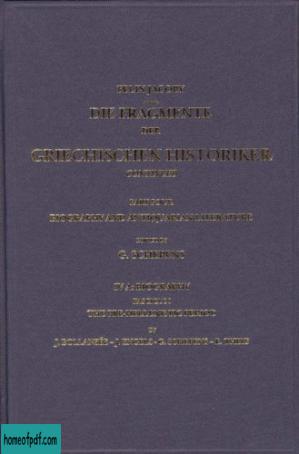 FELIX JACOBY
DIE FRAGMENTE
DER
GRIECHISCHEN HISTORIKER
CONTINUED
PART FOUR
BIOGRAPHY AND ANTIQUARIAN LITERATURE
EDITED BY
G. SCHEPENS
IV A: BIOGRAPHY
FASCICLE 1
THE PRE-HELLENISTIC PERIOD
BY
J. BOLLANSÉE – J. ENGELS – G. SCHEPENS – E. THEYS
homeofpdf.com